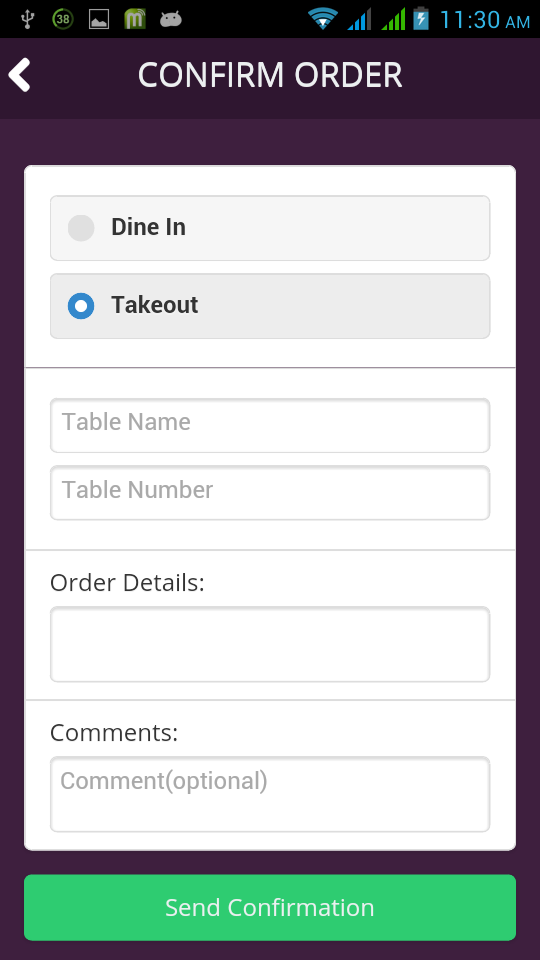 38
11:30 AM
CONFIRM ORDER
Dine In
Takeout
Table Name
Table Number
Order Details:
Comments:
Comment(optional)
Send Confirmation